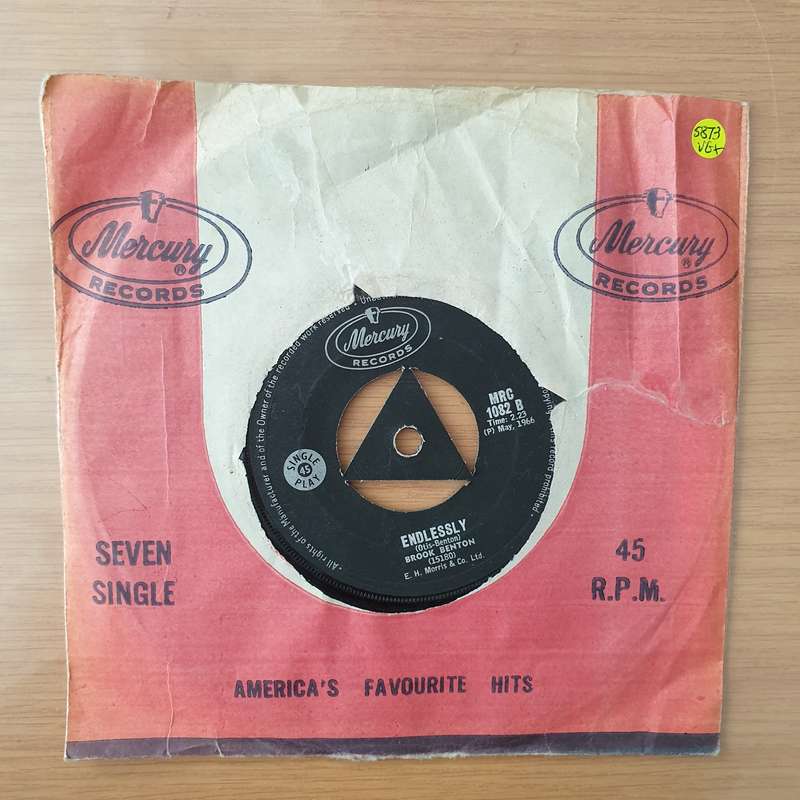 5873
VG+
Mercury
®
RECORDS
Mercury
®
RECORDS
Mercury
RECORDS
All rights of the Manufacturer and of the Owner of the recorded work reserved
record prohibited.
MRC
1082 B
Time: 2.23
(P) May, 1966
SINGLE
45
PLAY
ENDLESSLY
(Otis-Benton)
BROOK BENTON
(15180)
E. H. Morris & Co. Ltd.
SEVEN
SINGLE
45
R.P.M.
AMERICA'S FAVOURITE HITS